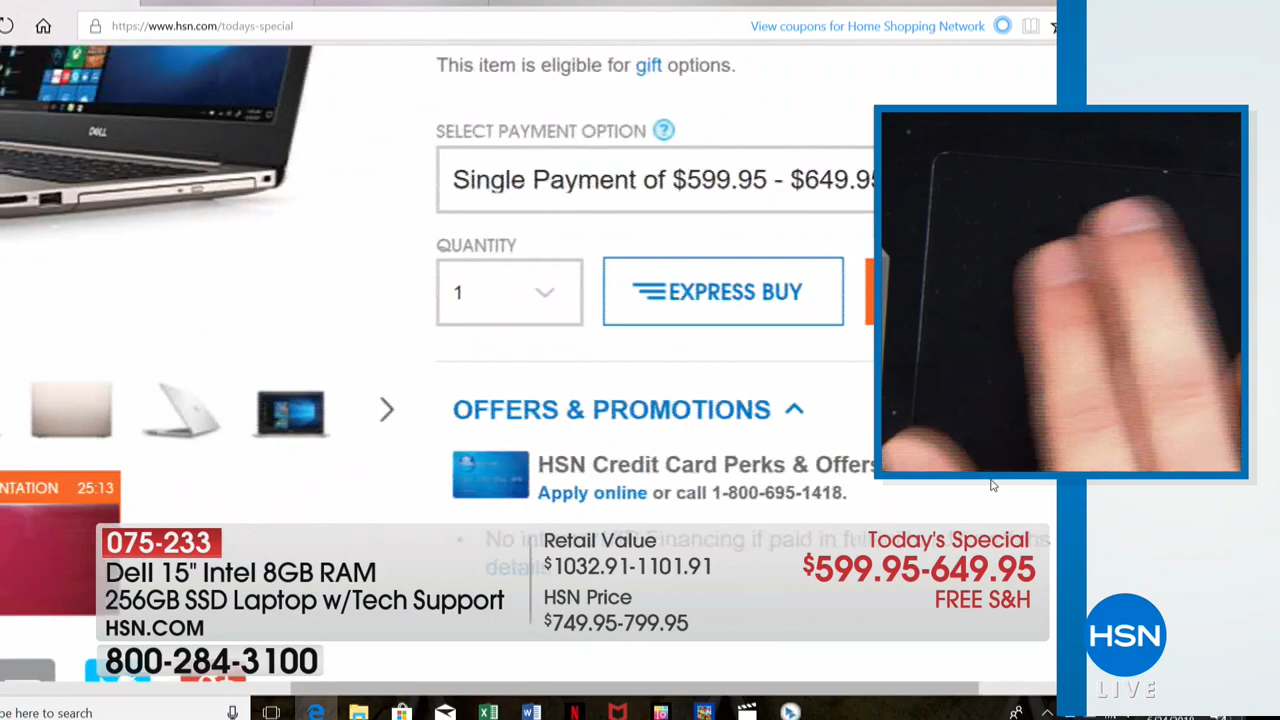 https://www.hsn.com/todays-special
View coupons for Home Shopping Network
This item is eligible for gift options.
DELL
SELECT PAYMENT OPTION ?
Single Payment of $599.95 - $649.95
QUANTITY
1
EXPRESS BUY
OFFERS & PROMOTIONS
HSN Credit Card Perks & Offers
Apply online or call 1-800-695-1418.
NTATION 25:13
075-233
Dell 15" Intel 8GB RAM
256GB SSD Laptop w/Tech Support
HSN.COM
800-284-3100
Retail Value
$1032.91-1101.91
HSN Price
$749.95-799.95
Today's Special
$599.95-649.95
FREE S&H
HSN
LIVE
pe here to search